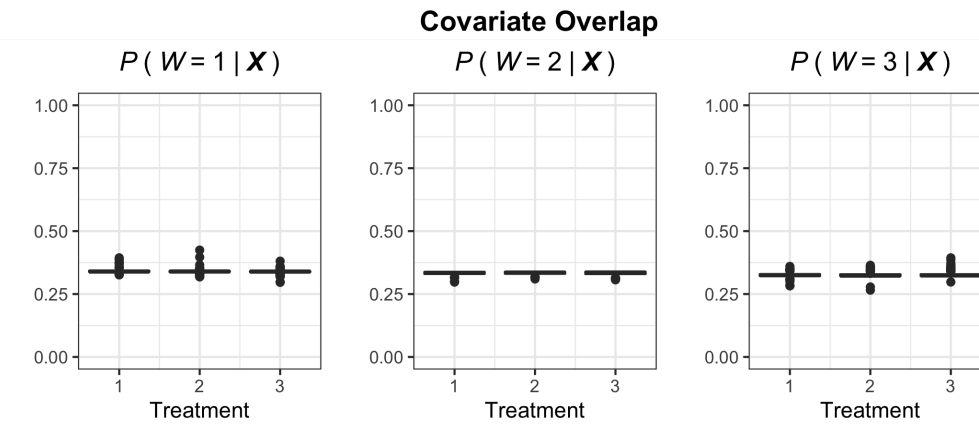 Covariate Overlap
P ( W = 1 | X )
P ( W = 2 | X )
P ( W = 3 | X )
1.00
0.75
0.50
0.25
0.00
1 2 3
Treatment
1.00
0.75
0.50
0.25
0.00
1 2 3
Treatment
1.00
0.75
0.50
0.25
0.00
1 2 3
Treatment